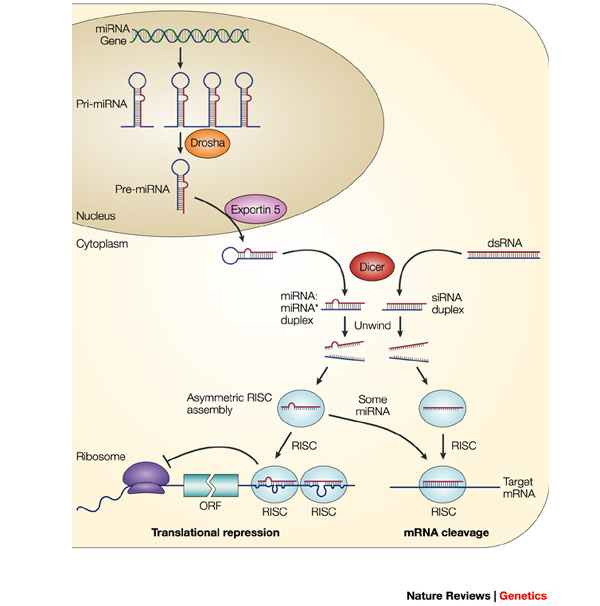 miRNA
Gene
Pri-miRNA
Drosha
Pre-miRNA
Exportin 5
Nucleus
Cytoplasm
dsRNA
Dicer
miRNA:
miRNA*
duplex
siRNA
duplex
Unwind
Asymmetric RISC
assembly
Some
miRNA
RISC
RISC
Ribosome
Target
mRNA
ORF
RISC
RISC
RISC
Translational repression
mRNA cleavage
Nature Reviews | Genetics